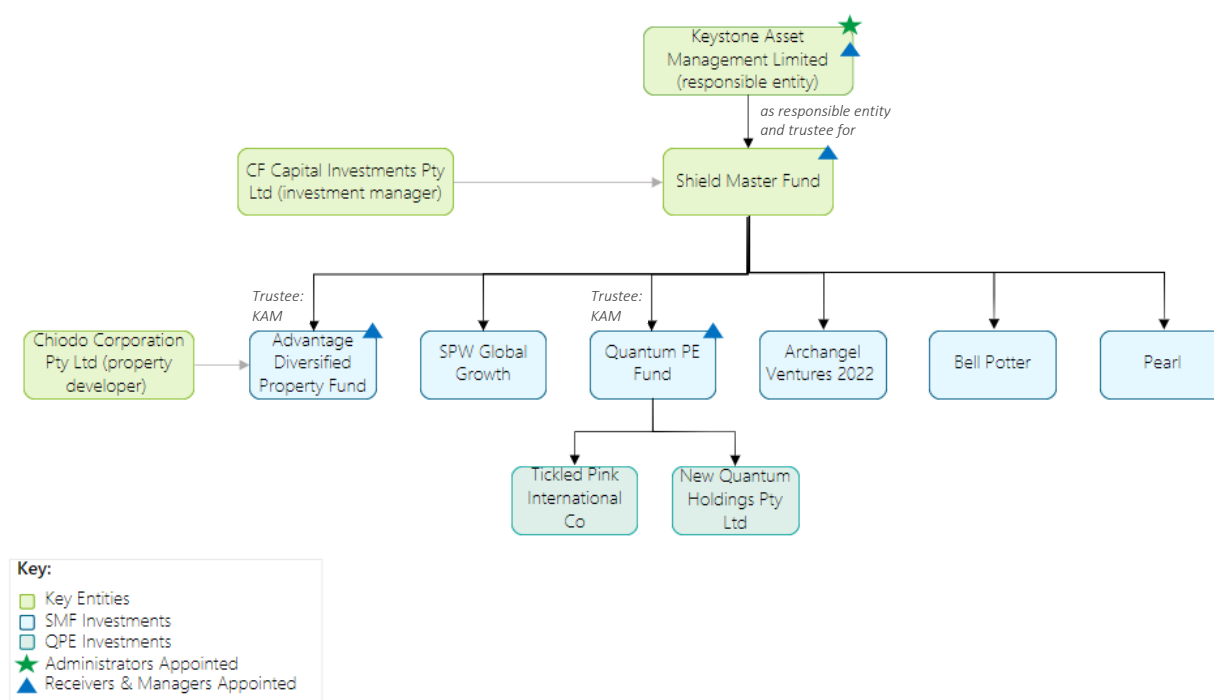 Keystone Asset
Management Limited
(responsible entity)
as responsible entity
and trustee for
CF Capital Investments Pty
Ltd (investment manager)
Shield Master Fund
Trustee:
KAM
Trustee:
KAM
Chiodo Corporation
Pty Ltd (property
developer)
Advantage
Diversified
Property Fund
SPW Global
Growth
Quantum PE
Fund
Archangel
Ventures 2022
Bell Potter
Pearl
Tickled Pink
International
Co
New Quantum
Holdings Pty
Ltd
Key:
Key Entities
SMF Investments
QPE Investments
Administrators Appointed
Receivers & Managers Appointed